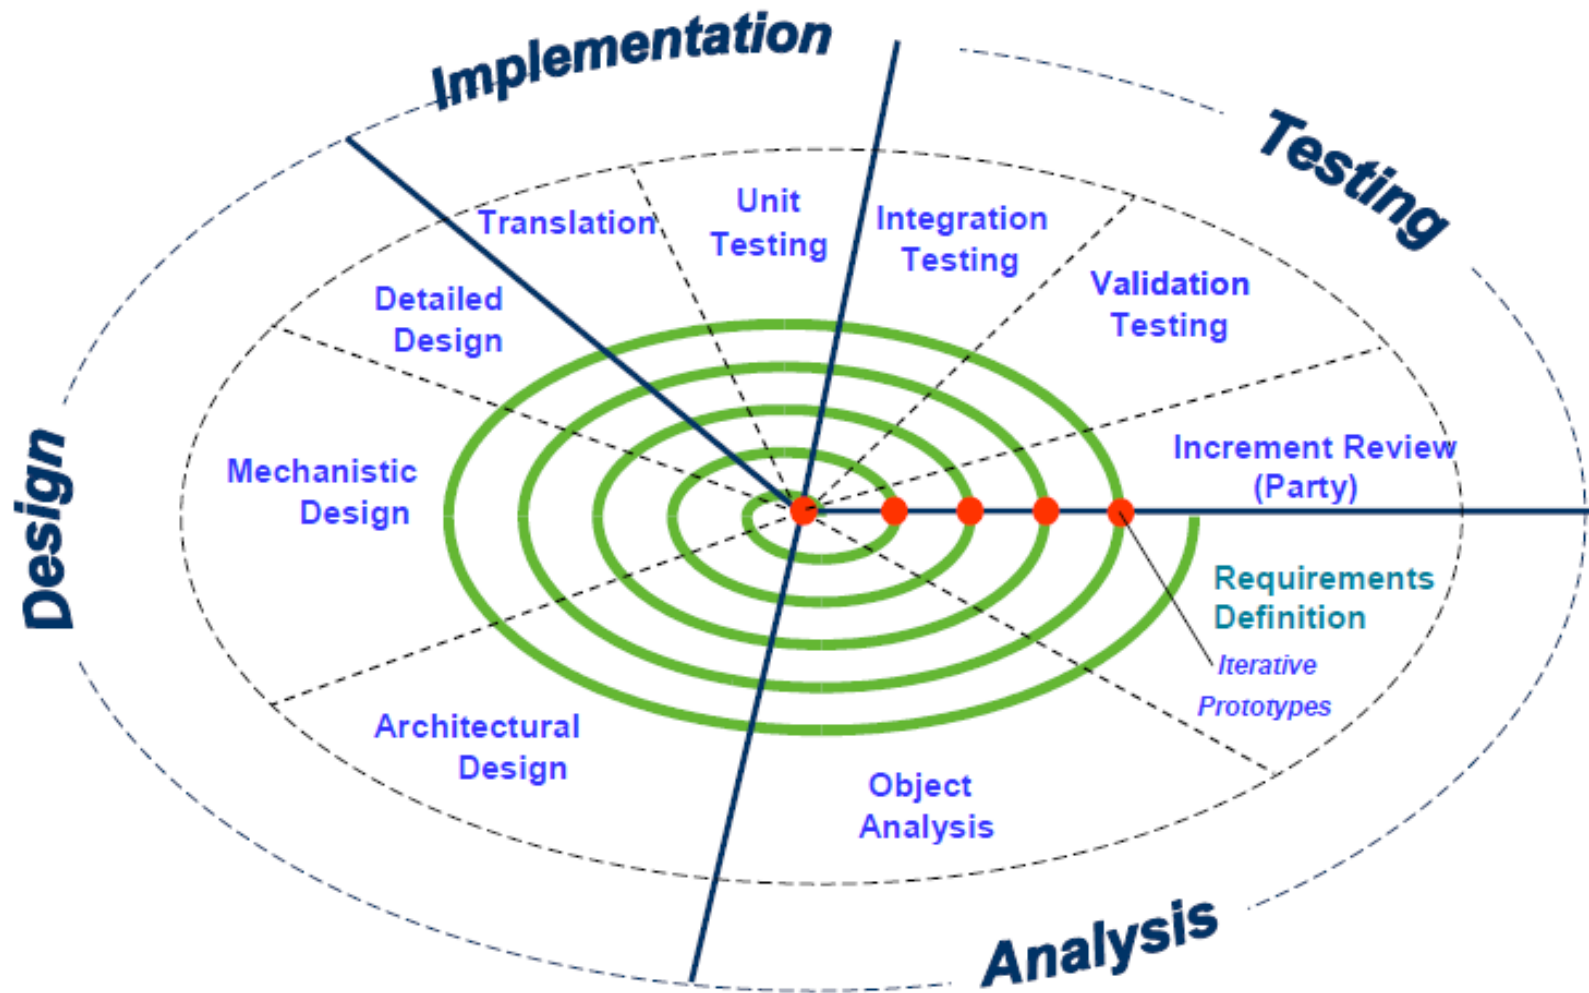 Implementation
Testing
Unit
Testing
Translation
Integration
Testing
Validation
Testing
Detailed
Design
Increment Review
(Party)
Mechanistic
Design
Design
Requirements
Definition
Iterative
Prototypes
Architectural
Design
Object
Analysis
Analysis